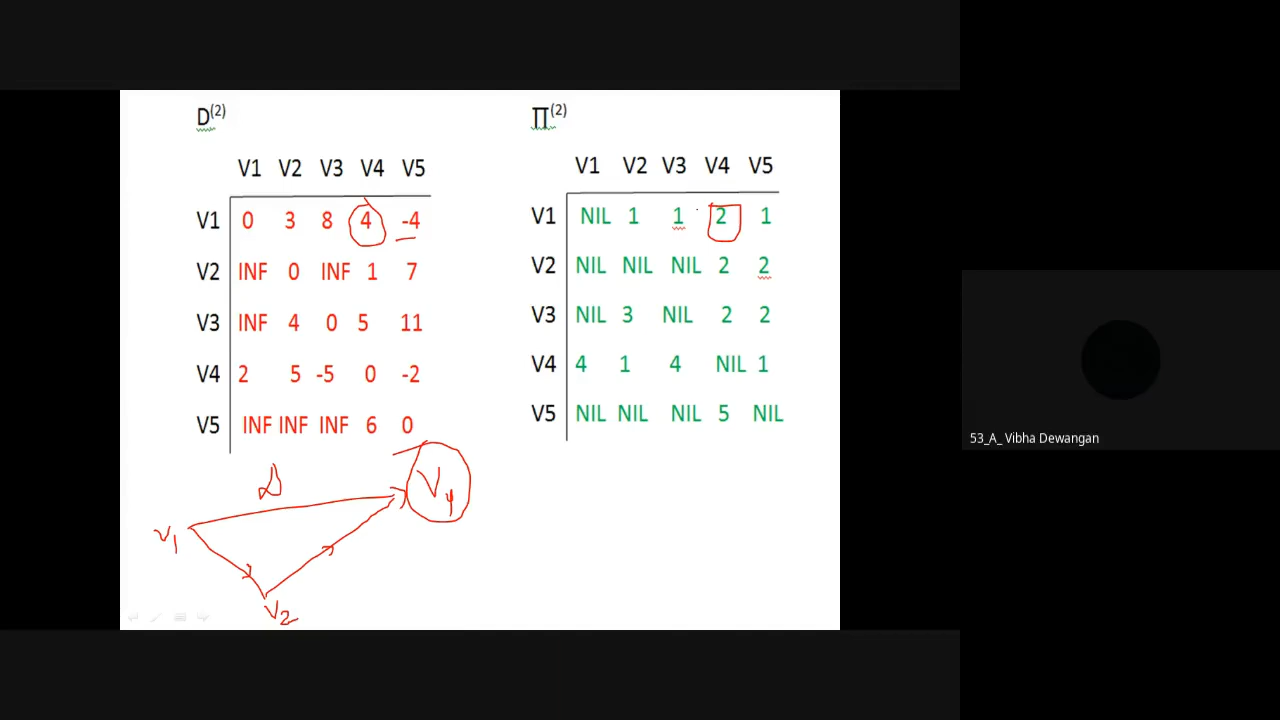 D(2)
V1 V2 V3 V4 V5
V1 0 3 8 4 -4
V2 INF 0 INF 1 7
V3 INF 4 0 5 11
V4 2 5 -5 0 -2
V5 INF INF INF 6 0
∏(2)
V1 V2 V3 V4 V5
V1 NIL 1 1 2 1
V2 NIL NIL NIL 2 2
V3 NIL 3 NIL 2 2
V4 4 1 4 NIL 1
V5 NIL NIL NIL 5 NIL
V4
V1
V2
53_A_ Vibha Dewangan